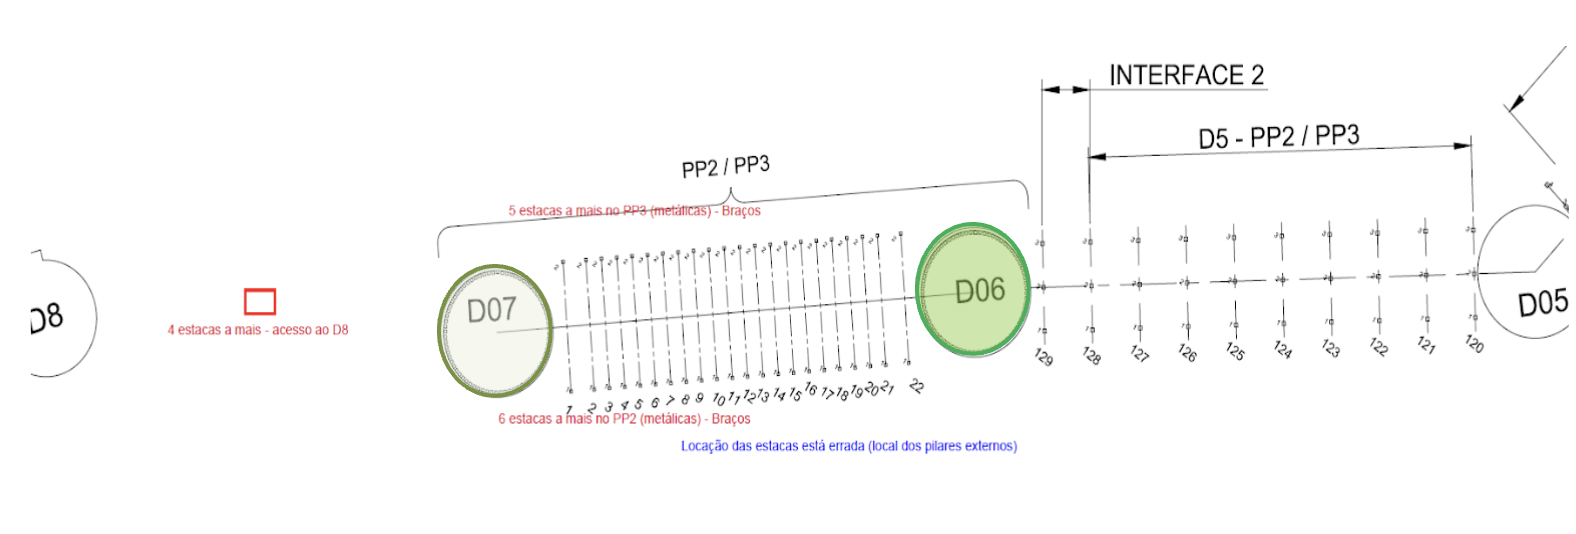 INTERFACE 2
D5 - PP2 / PP3
PP2 / PP3
5 estacas a mais no PP3 (metálicas) - Braços
D8
4 estacas a mais - acesso ao D8
D07
D06
D05
1 2 3 4 5 6 7 8 9 10 11 12 13 14 15 16 17 18 19 20 21 22
129 128 127 126 125 124 123 122 121 120
6 estacas a mais no PP2 (metálicas) - Braços
Locação das estacas está errada (local dos pilares externos)